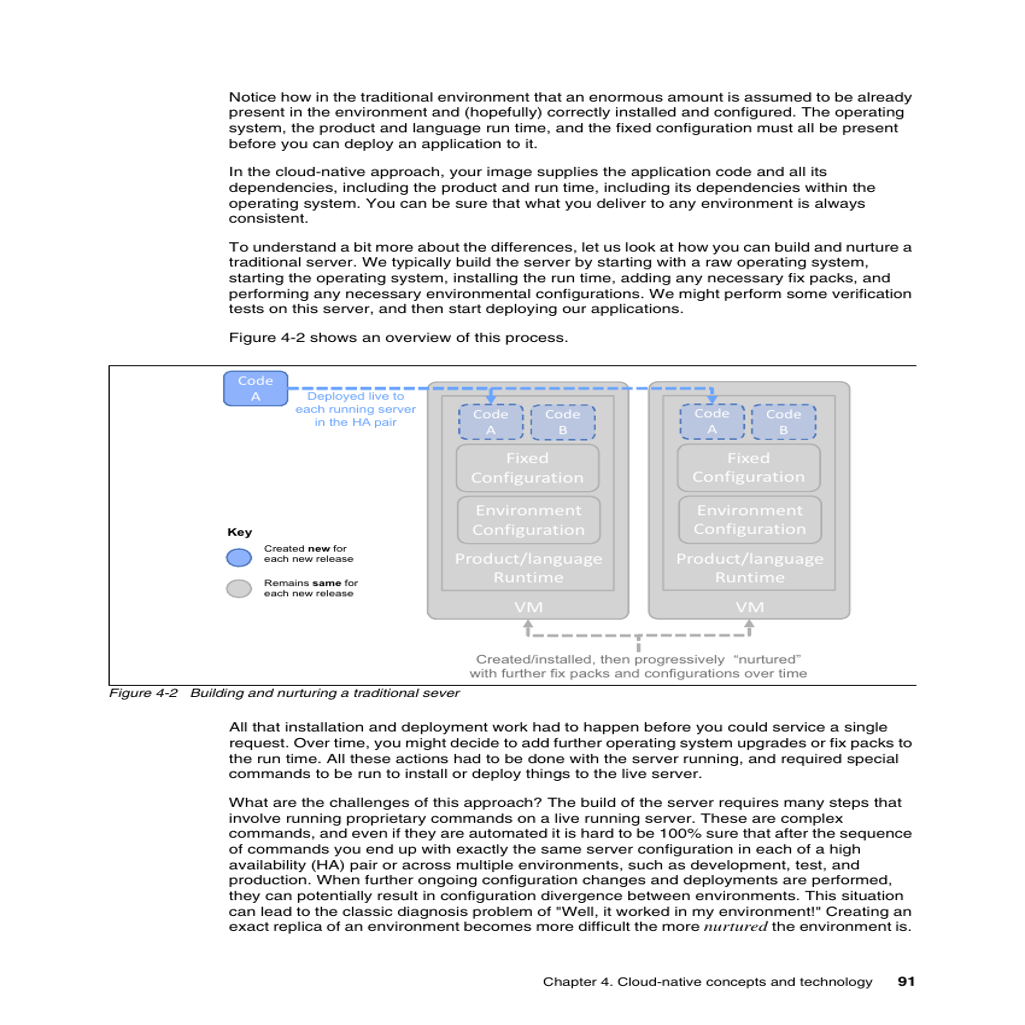 Notice how in the traditional environment that an enormous amount is assumed to be already
present in the environment and (hopefully) correctly installed and configured. The operating
system, the product and language run time, and the fixed configuration must all be present
before you can deploy an application to it.
In the cloud-native approach, your image supplies the application code and all its
dependencies, including the product and run time, including its dependencies within the
operating system. You can be sure that what you deliver to any environment is always
consistent.
To understand a bit more about the differences, let us look at how you can build and nurture a
traditional server. We typically build the server by starting with a raw operating system,
starting the operating system, installing the run time, adding any necessary fix packs, and
performing any necessary environmental configurations. We might perform some verification
tests on this server, and then start deploying our applications.
Figure 4-2 shows an overview of this process.
Code
A
Deployed live to
each running server
in the HA pair
Code
A
Code
B
Fixed
Configuration
Environment
Configuration
Product/language
Runtime
VM
Code
A
Code
B
Fixed
Configuration
Environment
Configuration
Product/language
Runtime
VM
Key
Created new for
each new release
Remains same for
each new release
Created/installed, then progressively “nurtured”
with further fix packs and configurations over time
Figure 4-2 Building and nurturing a traditional sever
All that installation and deployment work had to happen before you could service a single
request. Over time, you might decide to add further operating system upgrades or fix packs to
the run time. All these actions had to be done with the server running, and required special
commands to be run to install or deploy things to the live server.
What are the challenges of this approach? The build of the server requires many steps that
involve running proprietary commands on a live running server. These are complex
commands, and even if they are automated it is hard to be 100% sure that after the sequence
of commands you end up with exactly the same server configuration in each of a high
availability (HA) pair or across multiple environments, such as development, test, and
production. When further ongoing configuration changes and deployments are performed,
they can potentially result in configuration divergence between environments. This situation
can lead to the classic diagnosis problem of "Well, it worked in my environment!" Creating an
exact replica of an environment becomes more difficult the more nurtured the environment is.
Chapter 4. Cloud-native concepts and technology 91